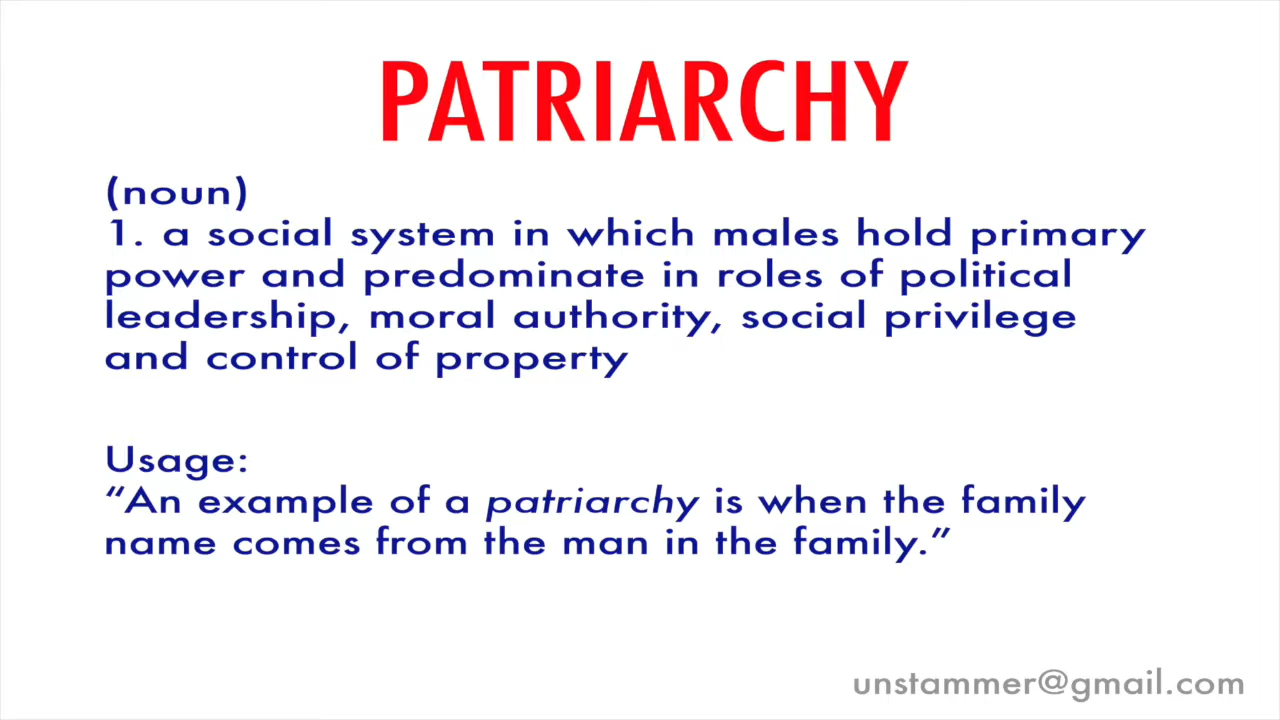 PATRIARCHY
(noun)
1. a social system in which males hold primary
power and predominate in roles of political
leadership, moral authority, social privilege
and control of property
Usage:
“An example of a patriarchy is when the family
name comes from the man in the family.”
unstammer@gmail.com